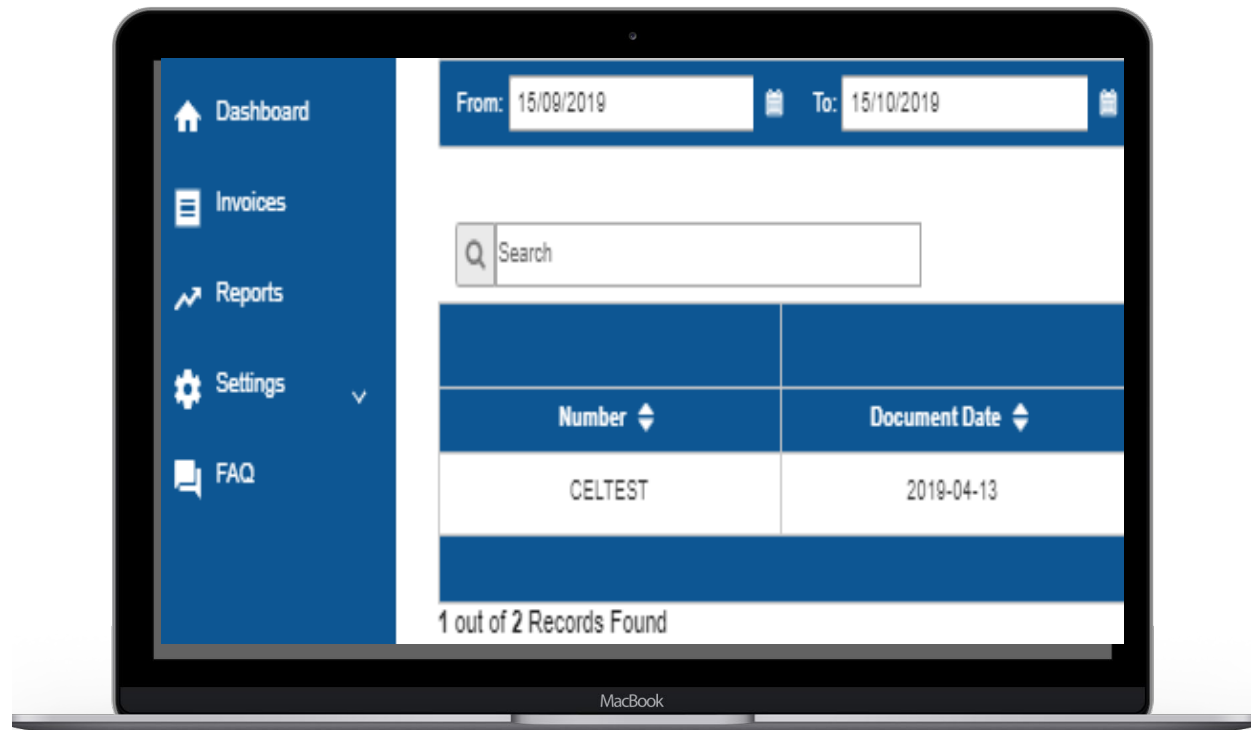 Dashboard
Invoices
Reports
Settings
FAQ
From: 15/09/2019 To: 15/10/2019
Search
Number Document Date
CELTEST 2019-04-13
1 out of 2 Records Found
MacBook